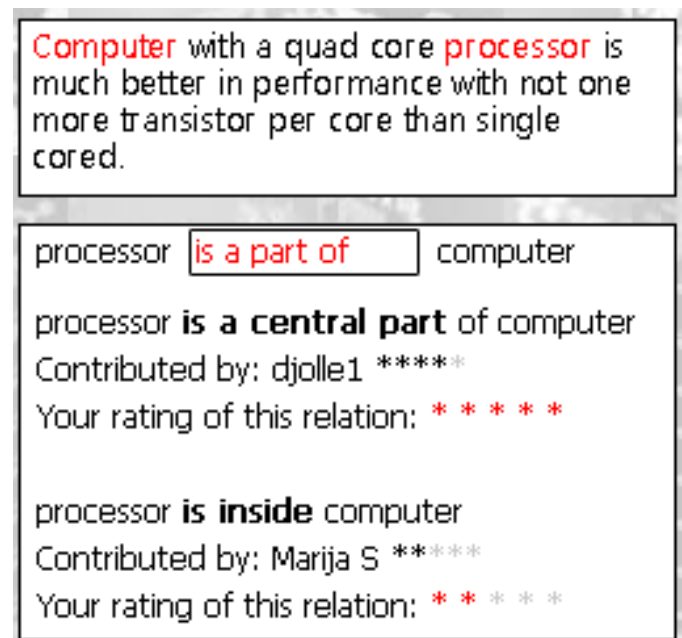 Computer with a quad core processor is
much better in performance with not one
more transistor per core than single
cored.
processor is a part of computer
processor is a central part of computer
Contributed by: djolle1 *****
Your rating of this relation: * * * * *
processor is inside computer
Contributed by: Marija S *****
Your rating of this relation: * * * * *